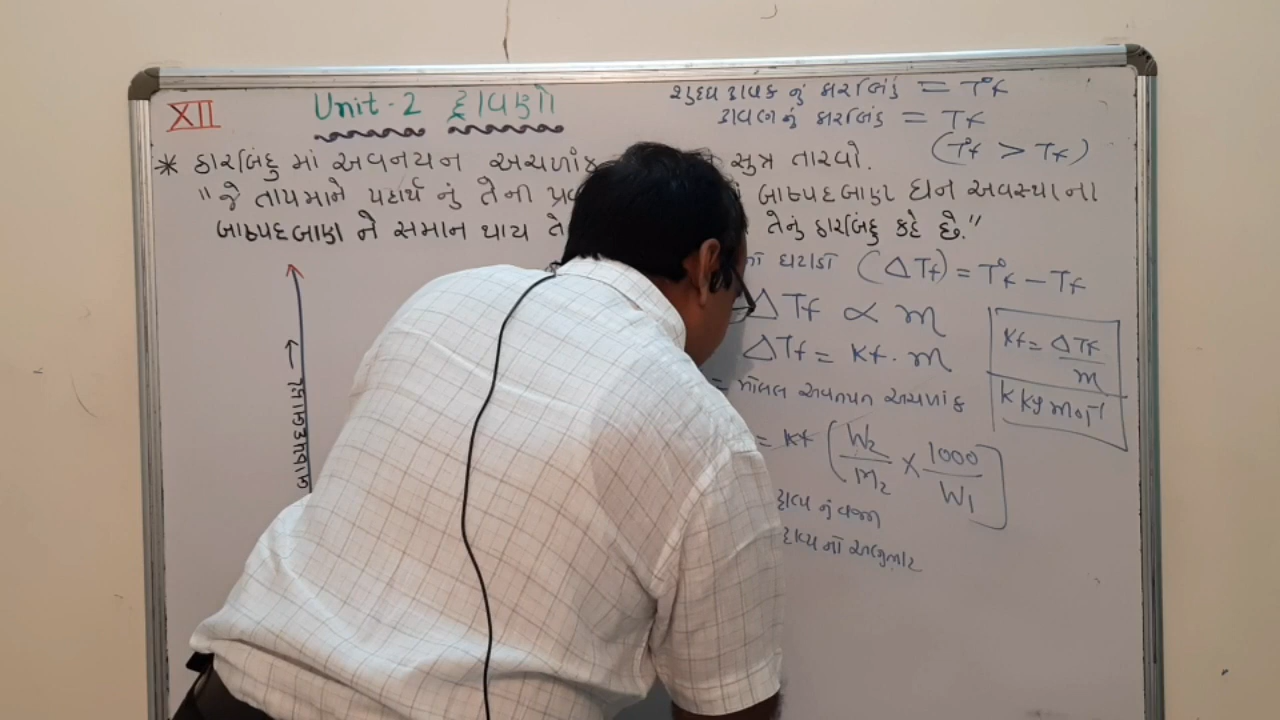 XII
Unit-2 દ્રાવણો
શુદ્ધ દ્રાવક નું ઠારબિંદુ = T°f
દ્રાવણનું ઠારબિંદુ = Tf
(T°f > Tf)
* ઠારબિંદુ માં અવનયન અચળાંક સુત્ર તારવો.
"જે તાપમાને પદાર્થ નું તેની બાષ્પદબાણ ઘન અવસ્થાના
બાષ્પદબાણ ને સમાન થાય તેનું ઠારબિંદુ કહે છે."
ઘટાડો (ΔTf) = T°f - Tf
ΔTf ∝ m
ΔTf = Kf · m
= મોલલ અવનયન અચળાંક
Kf = ΔTf / m
K kg mol⁻¹
= Kf [W2 / M2 × 1000 / W1]
દ્રાવ્ય નું વજન
દ્રાવ્ય નો અણુભાર
બાષ્પદબાણ →